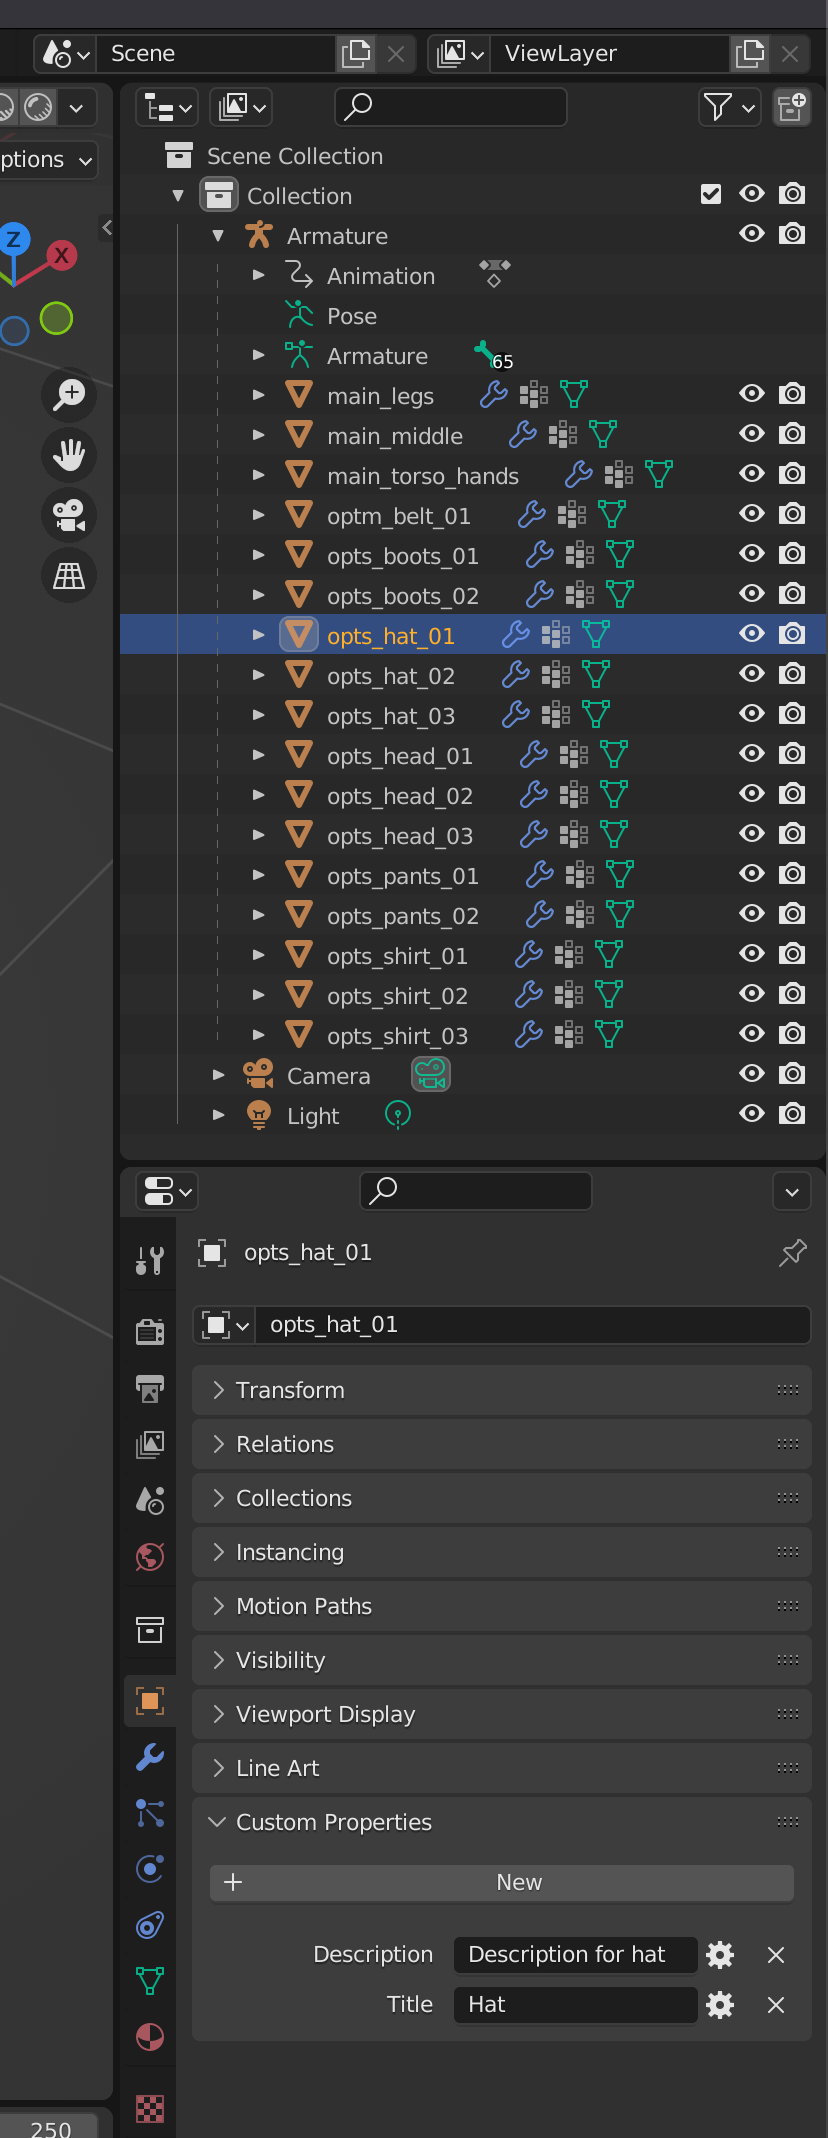 Scene
ViewLayer
ptions
Scene Collection
Collection
Z
X
Armature
Animation
Pose
Armature
65
main_legs
main_middle
main_torso_hands
optm_belt_01
opts_boots_01
opts_boots_02
opts_hat_01
opts_hat_02
opts_hat_03
opts_head_01
opts_head_02
opts_head_03
opts_pants_01
opts_pants_02
opts_shirt_01
opts_shirt_02
opts_shirt_03
Camera
Light
opts_hat_01
opts_hat_01
Transform
Relations
Collections
Instancing
Motion Paths
Visibility
Viewport Display
Line Art
Custom Properties
New
Description Description for hat
Title Hat
250